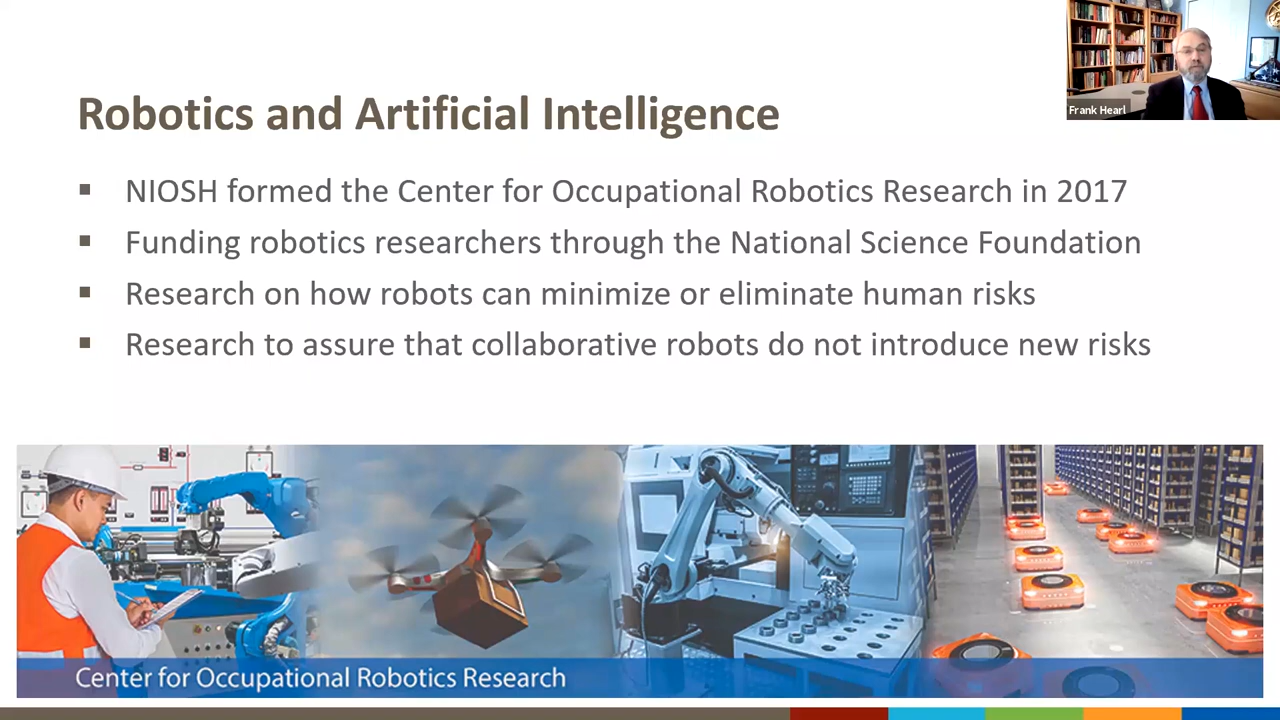 Robotics and Artificial Intelligence
Frank Hearl
NIOSH formed the Center for Occupational Robotics Research in 2017
Funding robotics researchers through the National Science Foundation
Research on how robots can minimize or eliminate human risks
Research to assure that collaborative robots do not introduce new risks
Center for Occupational Robotics Research